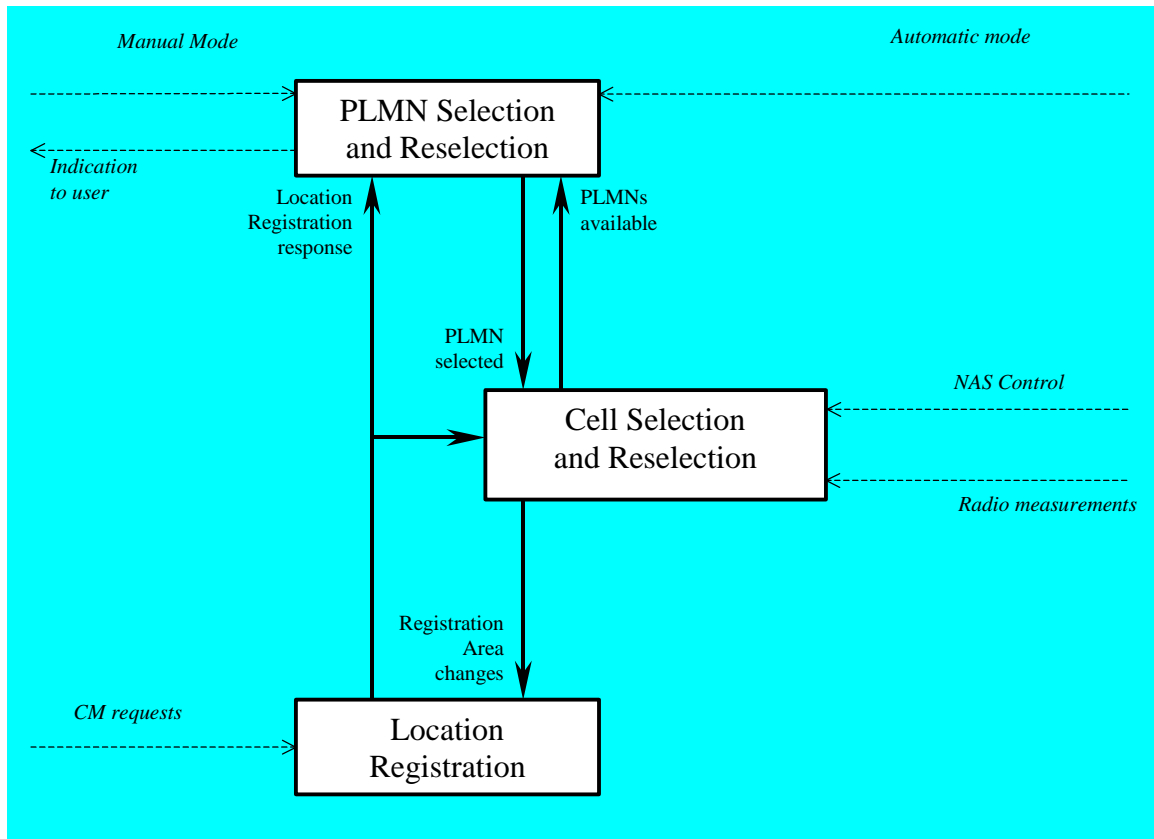 Manual Mode
Automatic mode
PLMN Selection
and Reselection
Indication
to user
Location
Registration
response
PLMNs
available
PLMN
selected
NAS Control
Cell Selection
and Reselection
Radio measurements
Registration
Area
changes
CM requests
Location
Registration